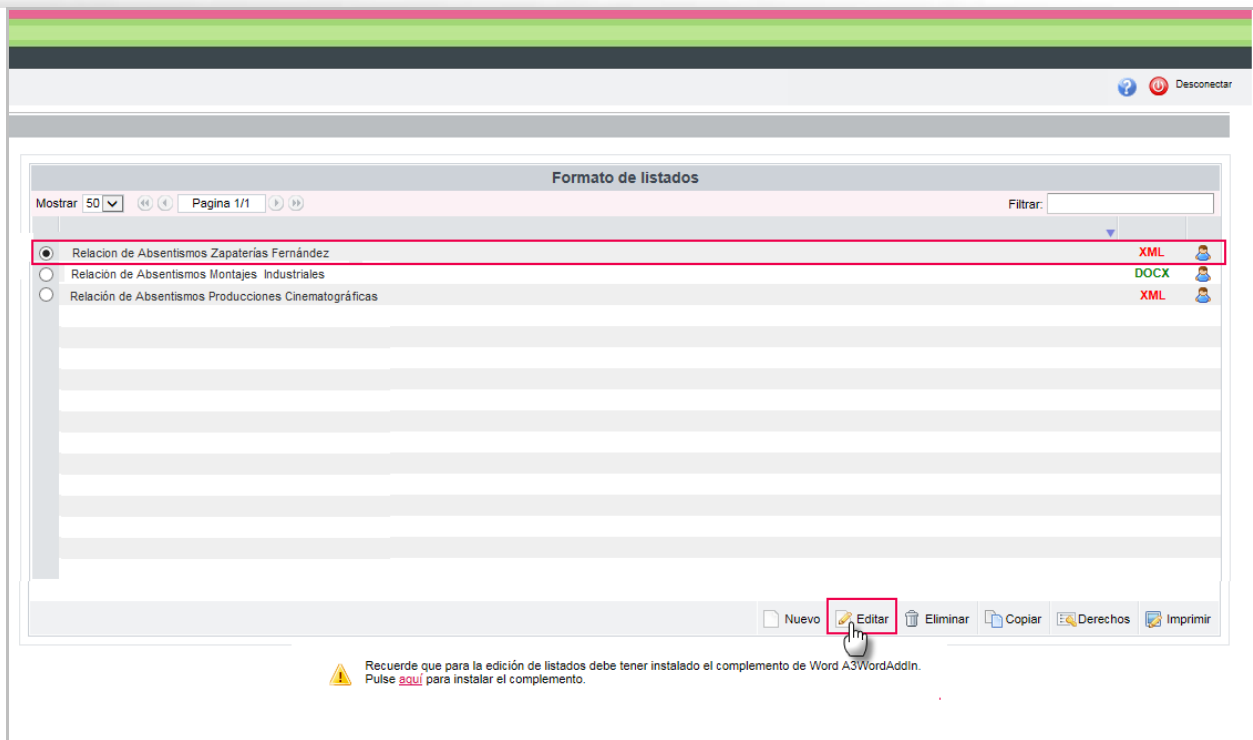 Desconectar
Formato de listados
Mostrar 50 Pagina 1/1 Filtrar:
Relacion de Absentismos Zapaterías Fernández XML
Relación de Absentismos Montajes Industriales DOCX
Relación de Absentismos Producciones Cinematográficas XML
Nuevo Editar Eliminar Copiar Derechos Imprimir
Recuerde que para la edición de listados debe tener instalado el complemento de Word A3WordAddIn.
Pulse aquí para instalar el complemento.